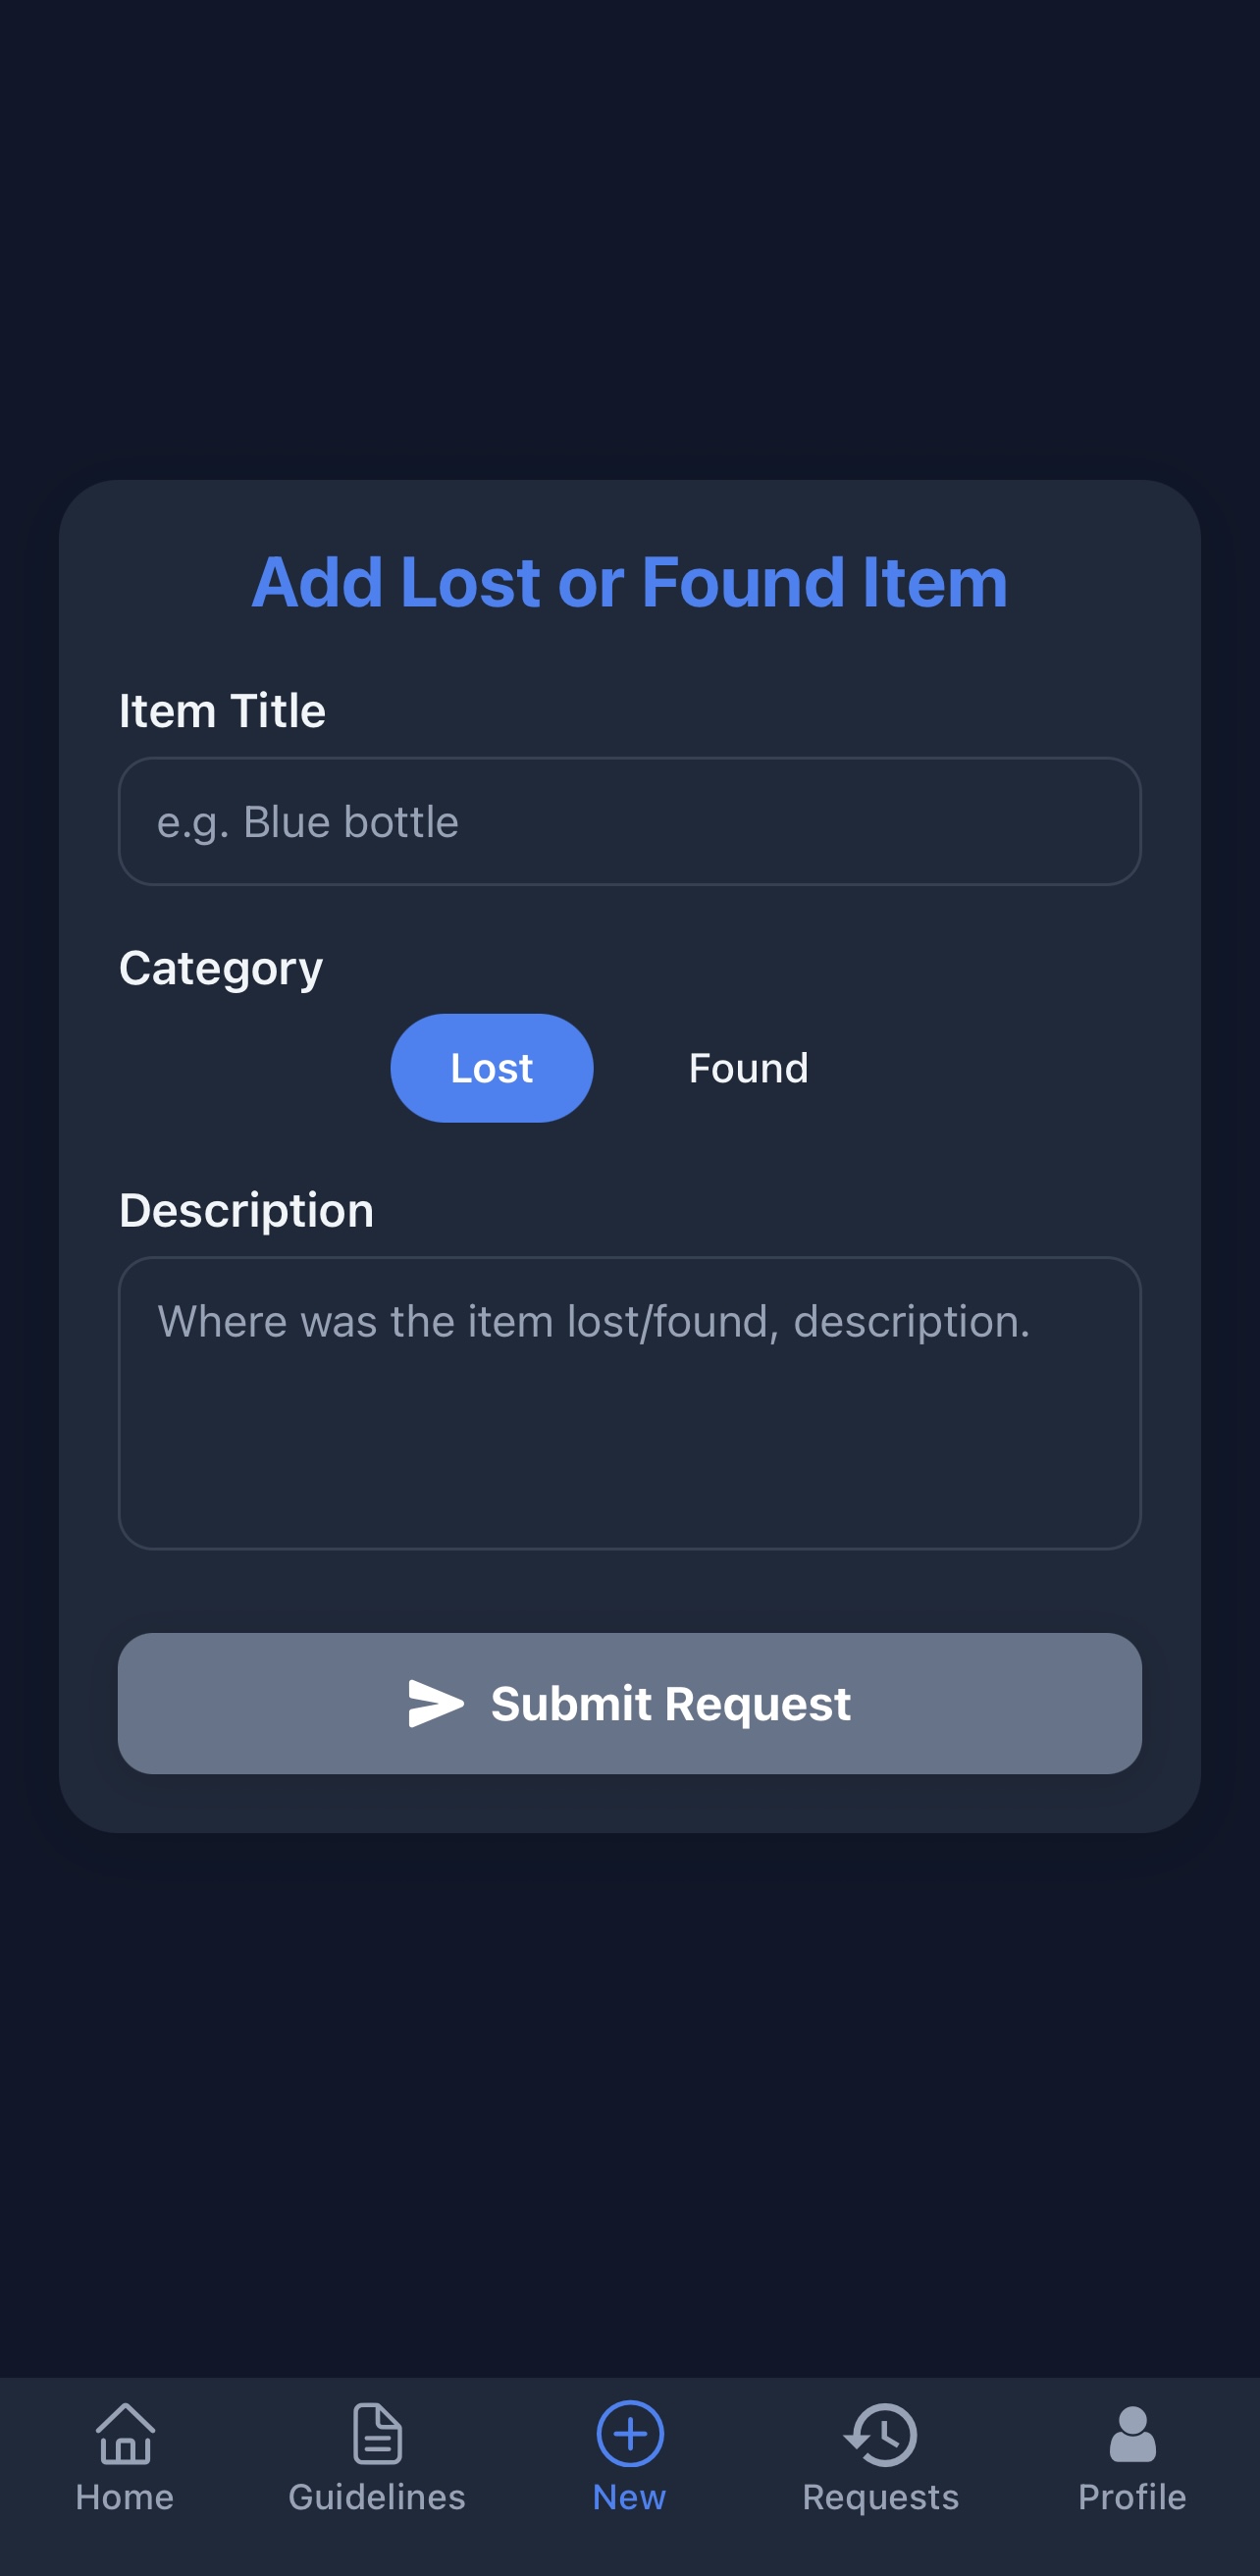 Add Lost or Found Item
Item Title
e.g. Blue bottle
Category
Lost Found
Description
Where was the item lost/found, description.
Submit Request
Home Guidelines New Requests Profile